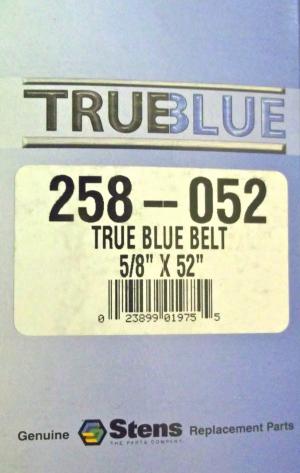 TRUEBLUE
258-052
TRUE BLUE BELT
5/8" X 52"
0 23899 01975 5
Genuine Stens Replacement Parts
THE PARTS COMPANY